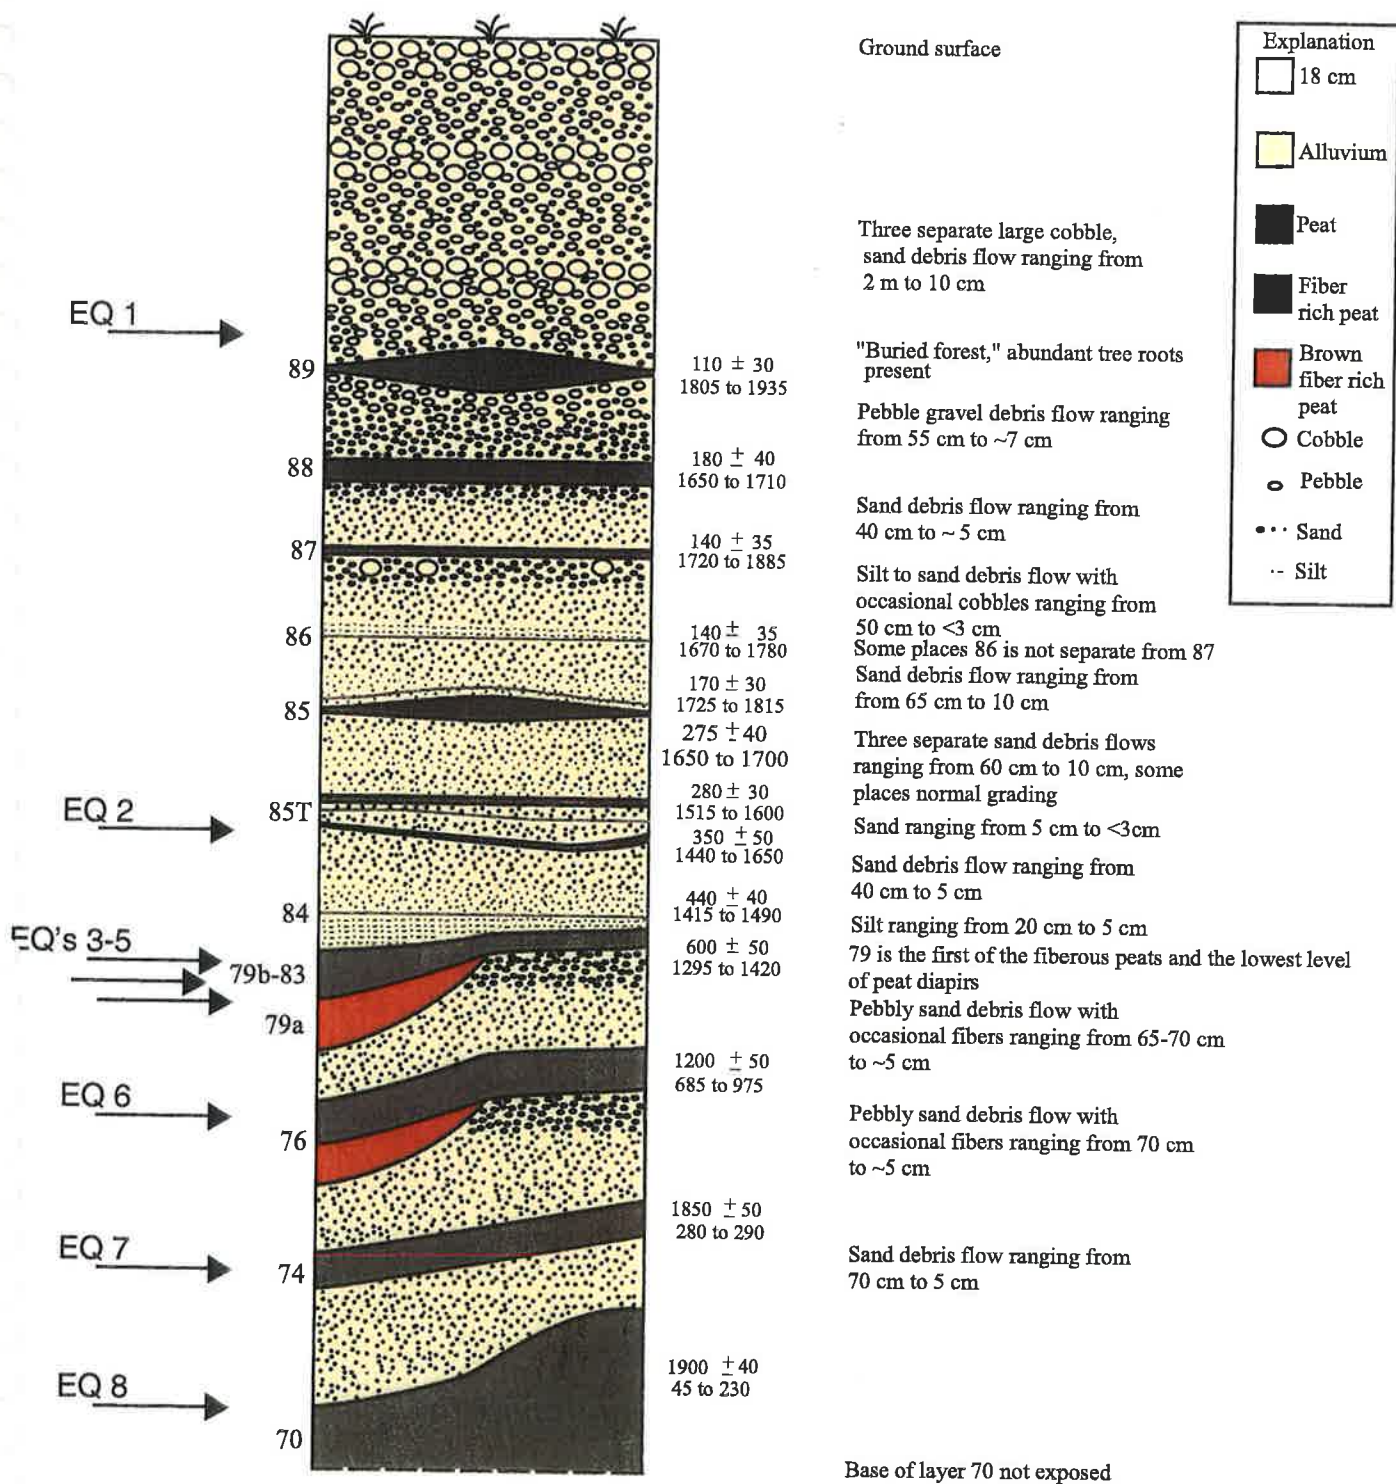 Ground surface
Three separate large cobble,
sand debris flow ranging from
2 m to 10 cm
EQ 1
89
110 ± 30
1805 to 1935
"Buried forest," abundant tree roots
present
Pebble gravel debris flow ranging
from 55 cm to ~7 cm
88
180 ± 40
1650 to 1710
Sand debris flow ranging from
40 cm to ~ 5 cm
87
140 ± 35
1720 to 1885
Silt to sand debris flow with
occasional cobbles ranging from
50 cm to <3 cm
86
140 ± 35
1670 to 1780
Some places 86 is not separate from 87
Sand debris flow ranging from
from 65 cm to 10 cm
170 ± 30
1725 to 1815
85
275 ± 40
1650 to 1700
Three separate sand debris flows
ranging from 60 cm to 10 cm, some
places normal grading
EQ 2
85T
280 ± 30
1515 to 1600
Sand ranging from 5 cm to <3cm
350 ± 50
1440 to 1650
Sand debris flow ranging from
40 cm to 5 cm
84
440 ± 40
1415 to 1490
Silt ranging from 20 cm to 5 cm
EQ's 3-5
79b-83
600 ± 50
1295 to 1420
79 is the first of the fiberous peats and the lowest level
of peat diapirs
79a
Pebbly sand debris flow with
occasional fibers ranging from 65-70 cm
to ~5 cm
1200 ± 50
685 to 975
EQ 6
76
Pebbly sand debris flow with
occasional fibers ranging from 70 cm
to ~5 cm
1850 ± 50
280 to 290
EQ 7
74
Sand debris flow ranging from
70 cm to 5 cm
1900 ± 40
45 to 230
EQ 8
70
Base of layer 70 not exposed
Explanation
18 cm
Alluvium
Peat
Fiber
rich peat
Brown
fiber rich
peat
Cobble
Pebble
Sand
Silt